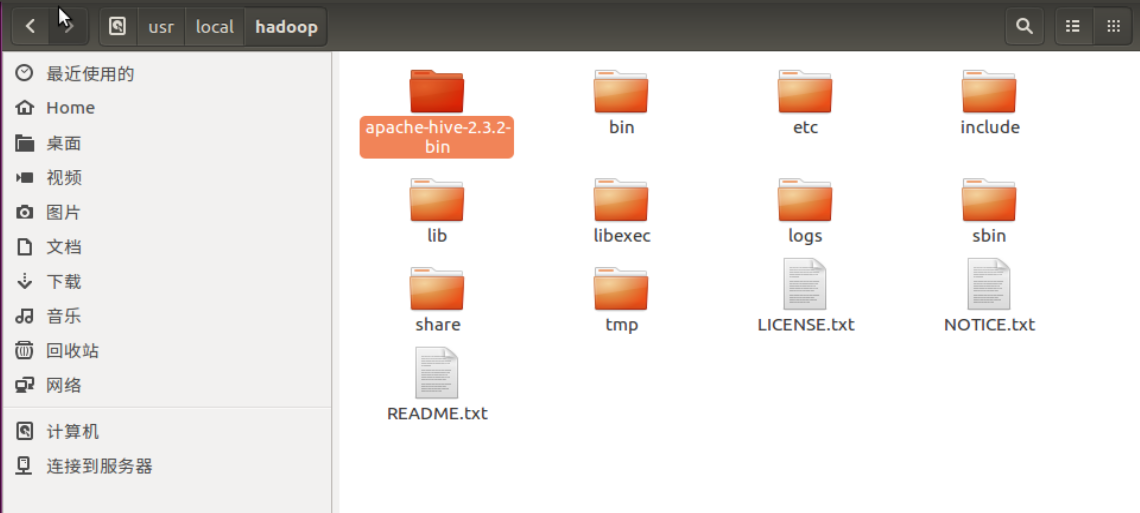 usr local hadoop
最近使用的
Home
桌面
视频
图片
文档
下载
音乐
回收站
网络
计算机
连接到服务器
apache-hive-2.3.2-
bin
bin
etc
include
lib
libexec
logs
sbin
share
tmp
LICENSE.txt
NOTICE.txt
README.txt